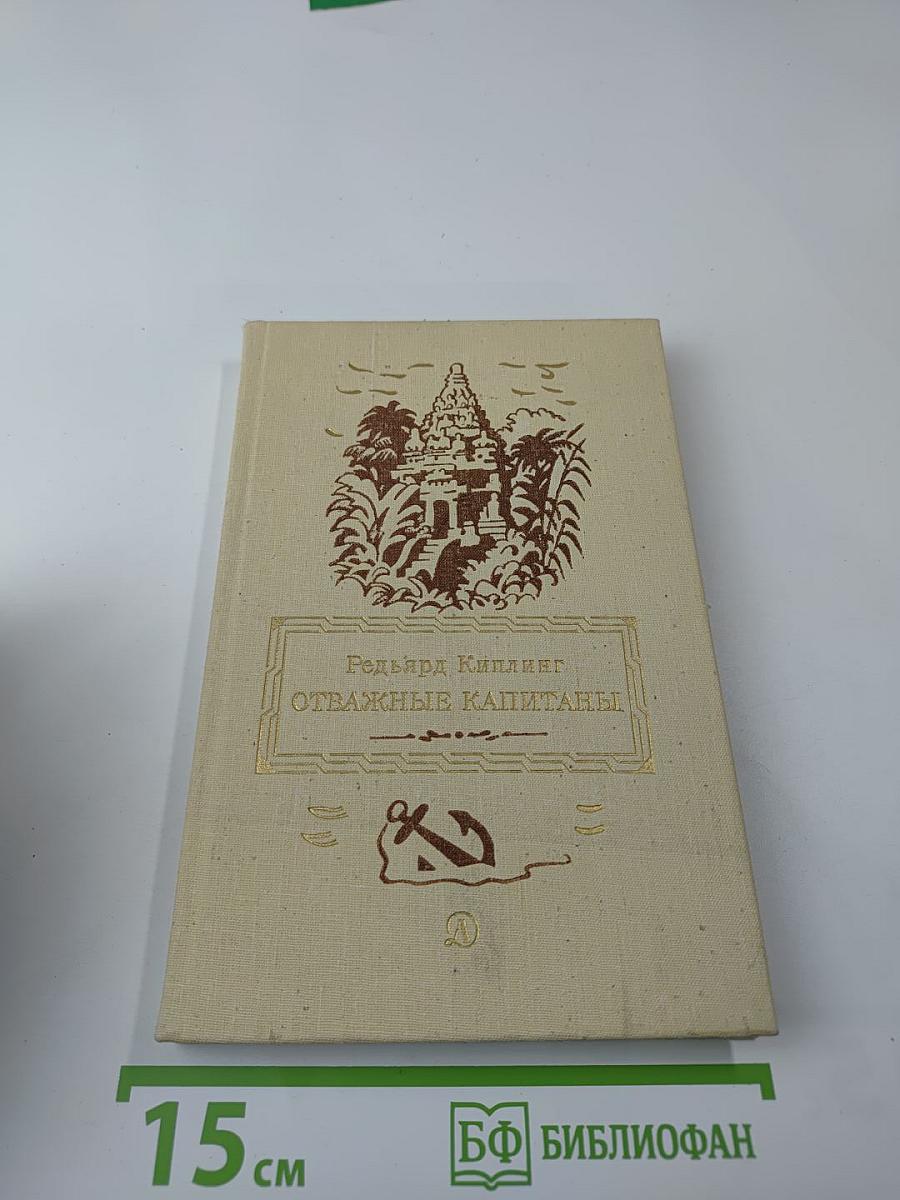 Редьярд Киплинг
ОТВАЖНЫЕ КАПИТАНЫ
Д
15 см
БФ БИБЛИОФАН